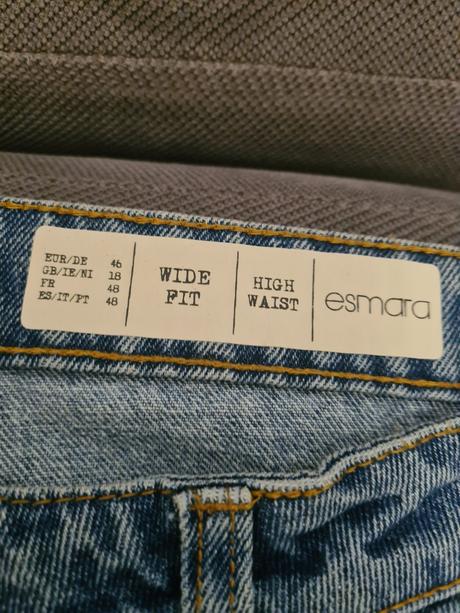 EUR/DE 46
GB/IE/NI 18
FR 48
ES/IT/PT 48
WIDE
FIT
HIGH
WAIST
esmara